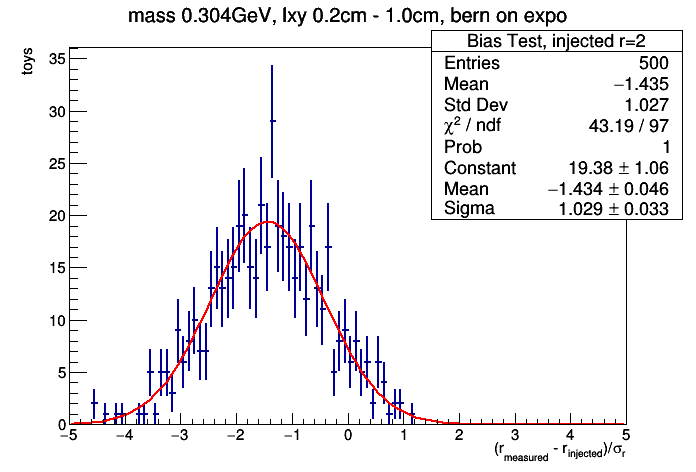 mass 0.304GeV, lxy 0.2cm - 1.0cm, bern on expo
Bias Test, injected r=2
Entries 500
Mean −1.435
Std Dev 1.027
χ² / ndf 43.19 / 97
Prob 1
Constant 19.38 ± 1.06
Mean −1.434 ± 0.046
Sigma 1.029 ± 0.033
toys
35
30
25
20
15
10
5
0
−5 −4 −3 −2 −1 0 1 2 3 4 5
(r_measured - r_injected)/σ_r